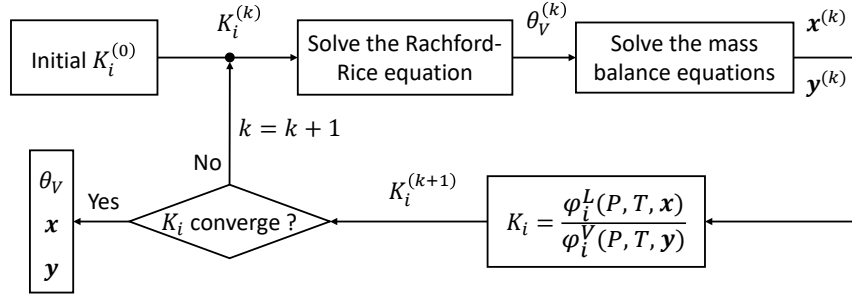 Initial $K_i^{(0)}$
$K_i^{(k)}$
Solve the Rachford-
Rice equation
$\theta_V^{(k)}$
Solve the mass
balance equations
$\boldsymbol{x}^{(k)}$
$\boldsymbol{y}^{(k)}$
$k = k + 1$
No
$\theta_V$
$\boldsymbol{x}$
$\boldsymbol{y}$
Yes
$K_i$ converge ?
$K_i^{(k+1)}$
$K_i = \frac{\varphi_i^L(P, T, \boldsymbol{x})}{\varphi_i^V(P, T, \boldsymbol{y})}$